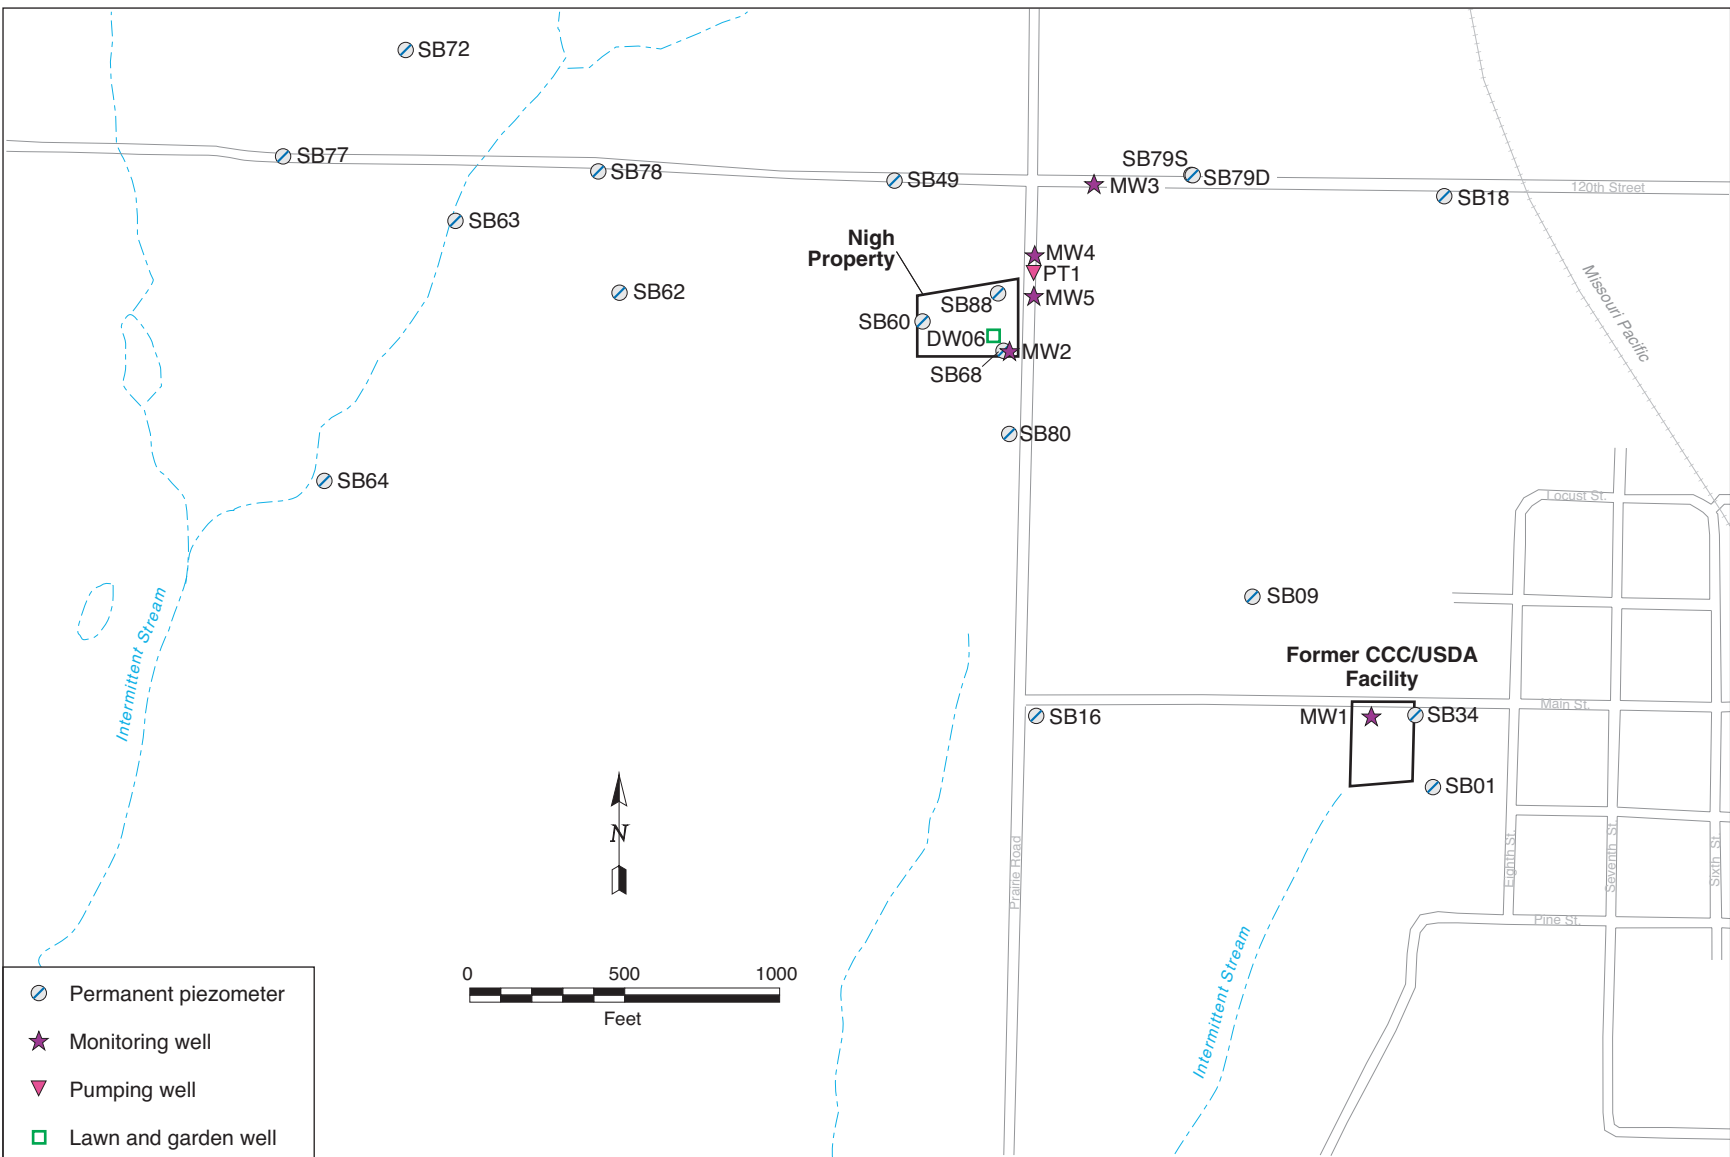 SB72
SB77
SB78
SB49
SB79S
SB79D
MW3
SB18
120th Street
SB63
Nigh
Property
MW4
PT1
MW5
SB62
SB88
SB60
DW06
MW2
SB68
Missouri Pacific
SB80
SB64
Locust St.
SB09
Intermittent Stream
Former CCC/USDA
Facility
SB16
MW1
SB34
Main St.
SB01
N
Prairie Road
Eighth St.
Seventh St.
Sixth St.
Pine St.
Intermittent Stream
0 500 1000
Feet
Permanent piezometer
Monitoring well
Pumping well
Lawn and garden well